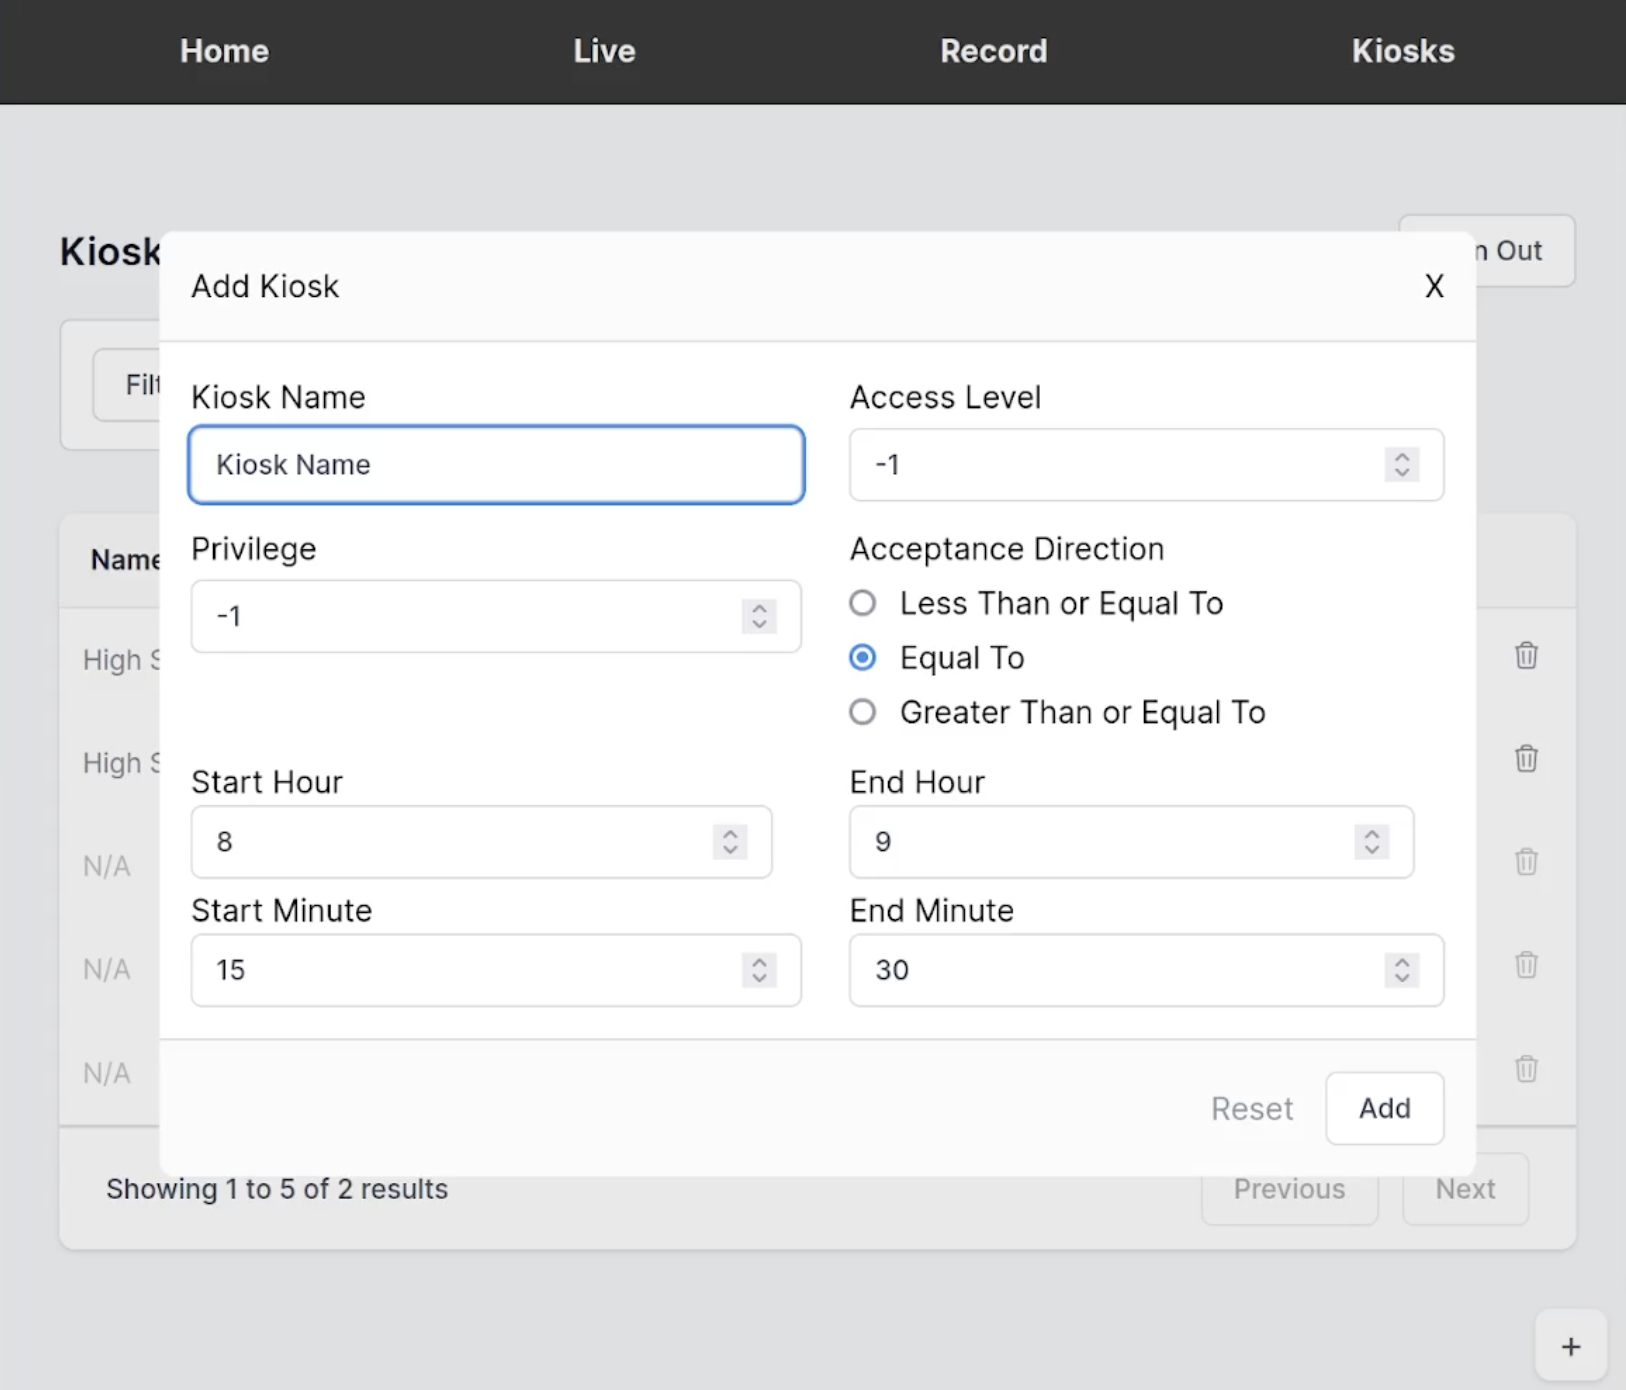 Home Live Record Kiosks
Kiosk
n Out
Add Kiosk X
Filt
Kiosk Name Access Level
Kiosk Name -1
Privilege Acceptance Direction
-1
Less Than or Equal To
Equal To
Greater Than or Equal To
Name
High S
High S
N/A
N/A
N/A
Start Hour End Hour
8 9
Start Minute End Minute
15 30
Reset Add
Showing 1 to 5 of 2 results Previous Next
+